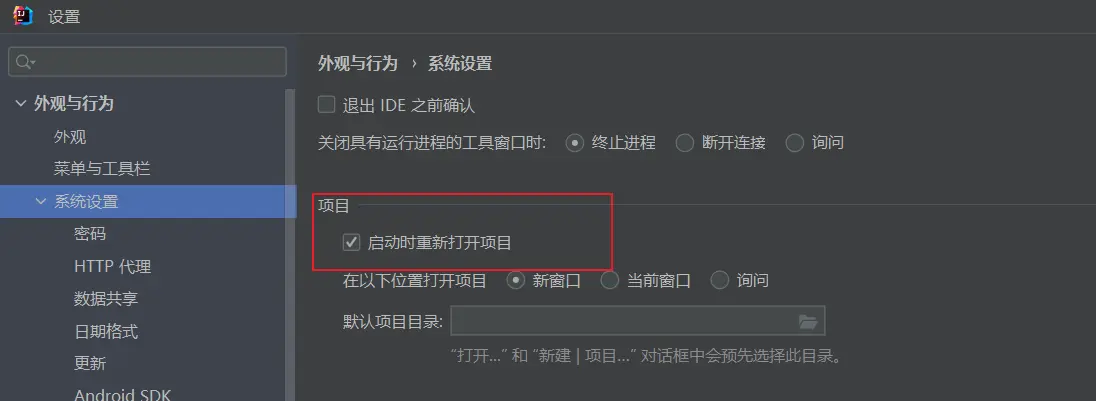 设置
外观与行为
外观
菜单与工具栏
系统设置
密码
HTTP 代理
数据共享
日期格式
更新
Android SDK
外观与行为 › 系统设置
退出 IDE 之前确认
关闭具有运行进程的工具窗口时: 终止进程 断开连接 询问
项目
启动时重新打开项目
在以下位置打开项目 新窗口 当前窗口 询问
默认项目目录:
“打开...” 和 “新建 | 项目...” 对话框中会预先选择此目录。